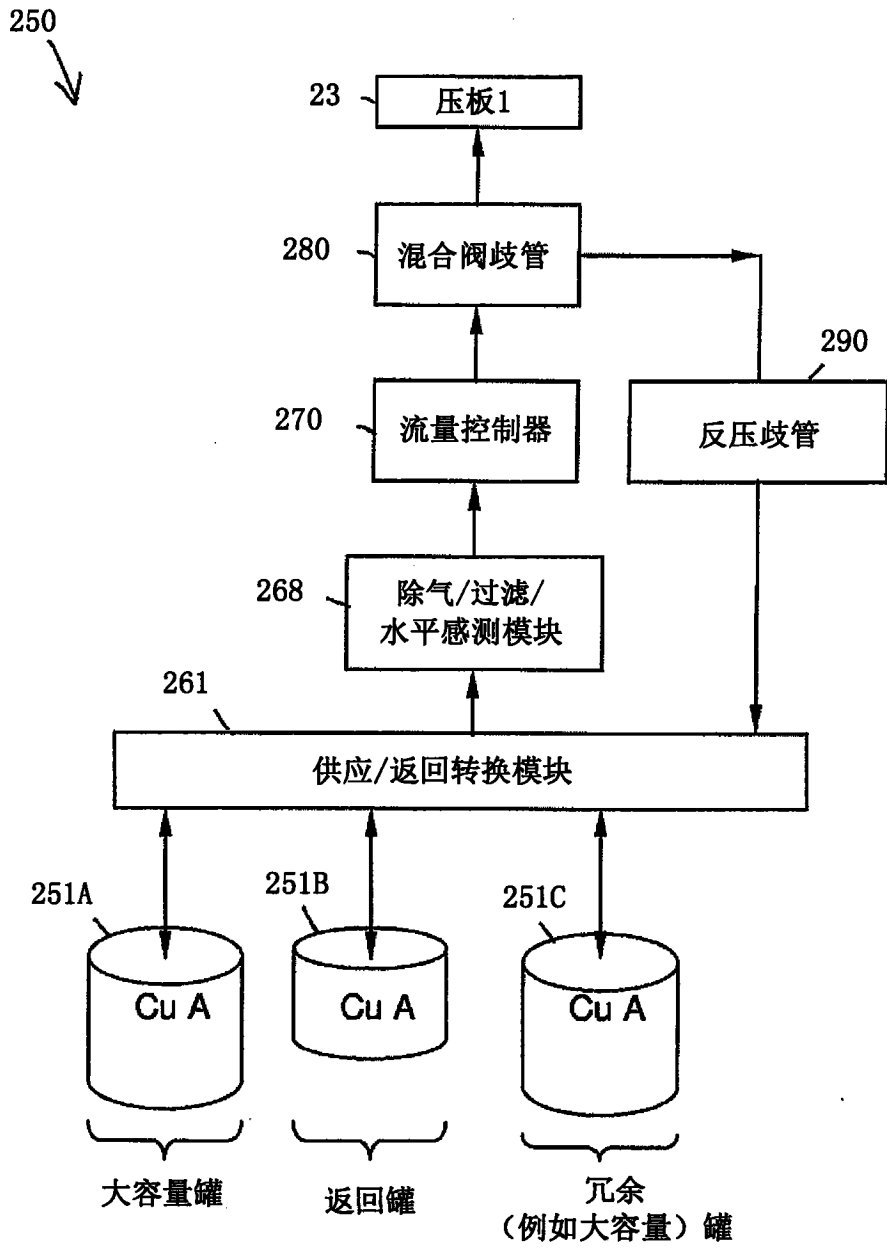 250
23
压板1
280
混合阀歧管
290
270
流量控制器
反压歧管
268
除气/过滤/
水平感测模块
261
供应/返回转换模块
251A
251B
251C
Cu A
Cu A
Cu A
大容量罐
返回罐
冗余
（例如大容量）罐